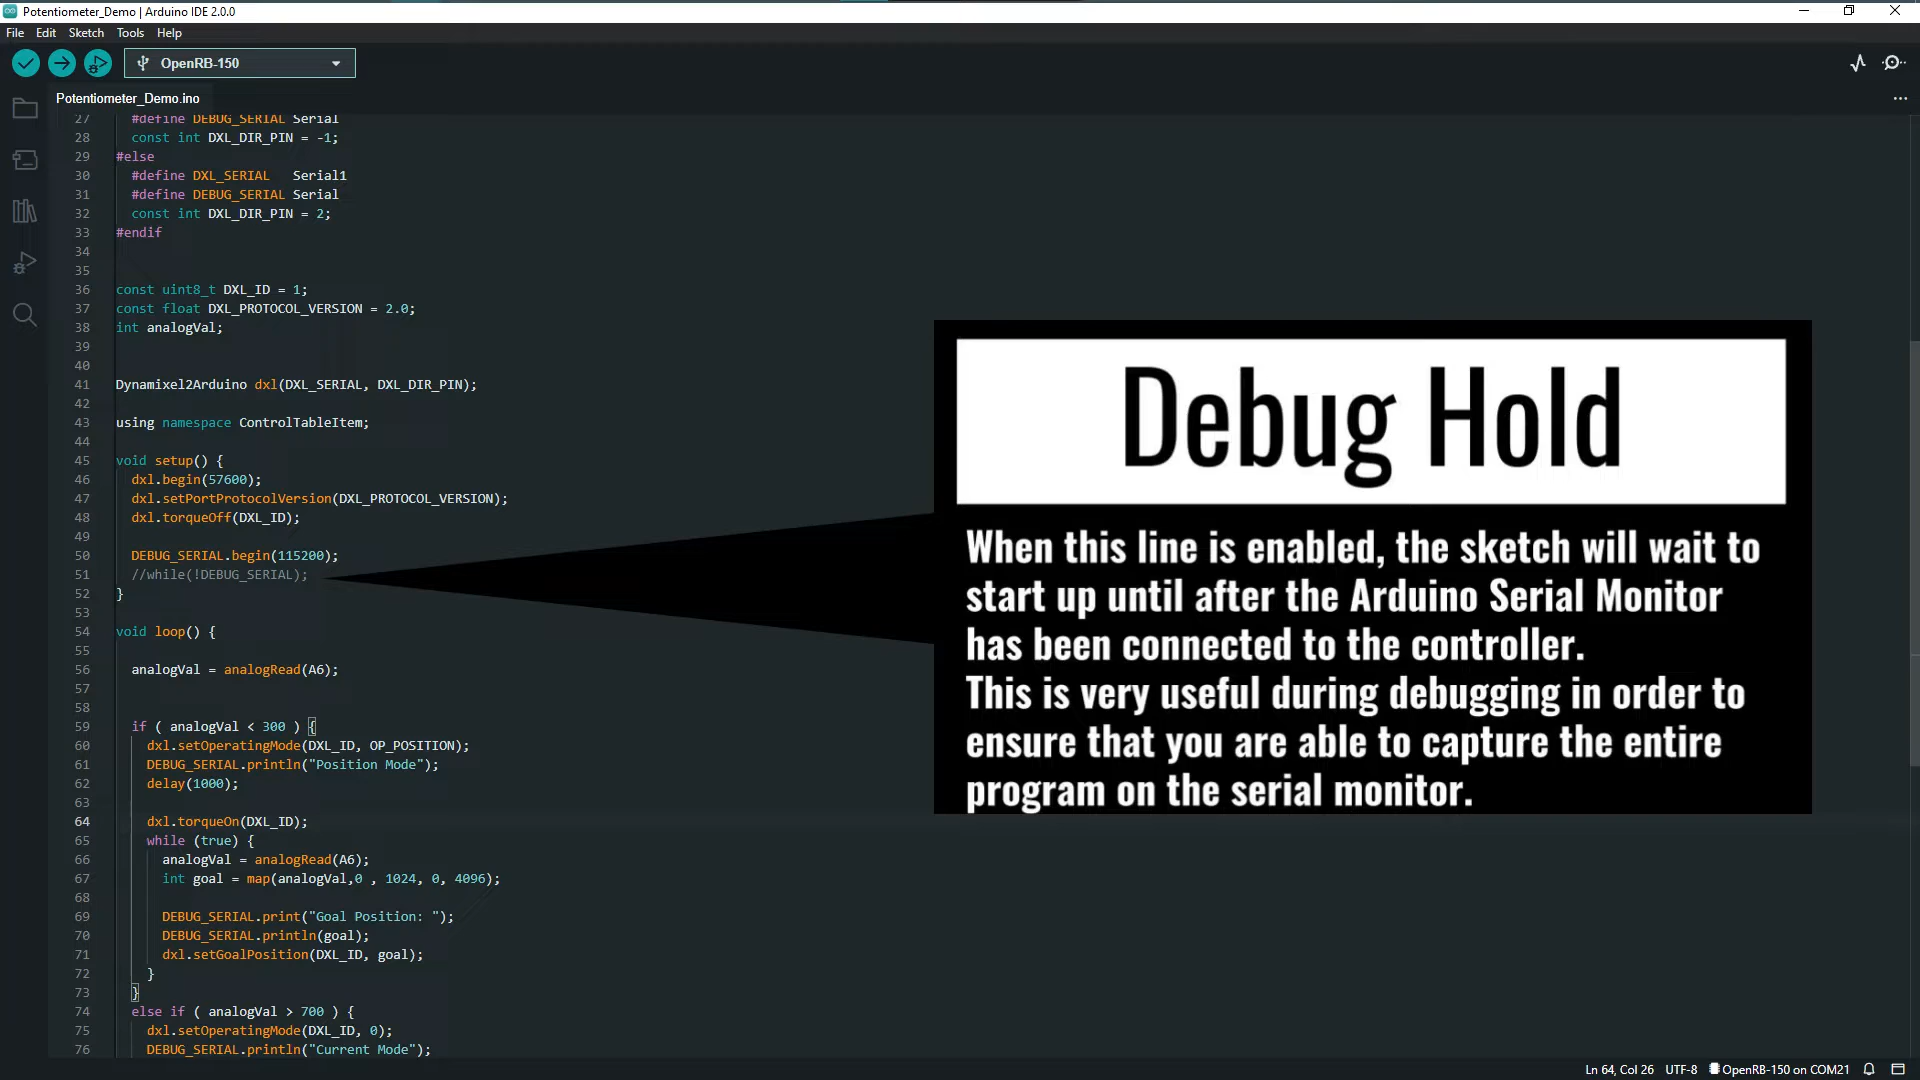 Potentiometer_Demo | Arduino IDE 2.0.0
File Edit Sketch Tools Help
OpenRB-150
Potentiometer_Demo.ino
27 #define DEBUG_SERIAL Serial
28 const int DXL_DIR_PIN = -1;
29 #else
30 #define DXL_SERIAL Serial1
31 #define DEBUG_SERIAL Serial
32 const int DXL_DIR_PIN = 2;
33 #endif
34
35
36 const uint8_t DXL_ID = 1;
37 const float DXL_PROTOCOL_VERSION = 2.0;
38 int analogVal;
39
40
41 Dynamixel2Arduino dxl(DXL_SERIAL, DXL_DIR_PIN);
42
43 using namespace ControlTableItem;
44
45 void setup() {
46 dxl.begin(57600);
47 dxl.setPortProtocolVersion(DXL_PROTOCOL_VERSION);
48 dxl.torqueOff(DXL_ID);
49
50 DEBUG_SERIAL.begin(115200);
51 //while(!DEBUG_SERIAL);
52 }
53
54 void loop() {
55
56 analogVal = analogRead(A6);
57
58
59 if ( analogVal < 300 ) {
60 dxl.setOperatingMode(DXL_ID, OP_POSITION);
61 DEBUG_SERIAL.println("Position Mode");
62 delay(1000);
63
64 dxl.torqueOn(DXL_ID);
65 while (true) {
66 analogVal = analogRead(A6);
67 int goal = map(analogVal,0 , 1024, 0, 4096);
68
69 DEBUG_SERIAL.print("Goal Position: ");
70 DEBUG_SERIAL.println(goal);
71 dxl.setGoalPosition(DXL_ID, goal);
72 }
73 }
74 else if ( analogVal > 700 ) {
75 dxl.setOperatingMode(DXL_ID, 0);
76 DEBUG_SERIAL.println("Current Mode");
Debug Hold
When this line is enabled, the sketch will wait to
start up until after the Arduino Serial Monitor
has been connected to the controller.
This is very useful during debugging in order to
ensure that you are able to capture the entire
program on the serial monitor.
Ln 64, Col 26 UTF-8 OpenRB-150 on COM21